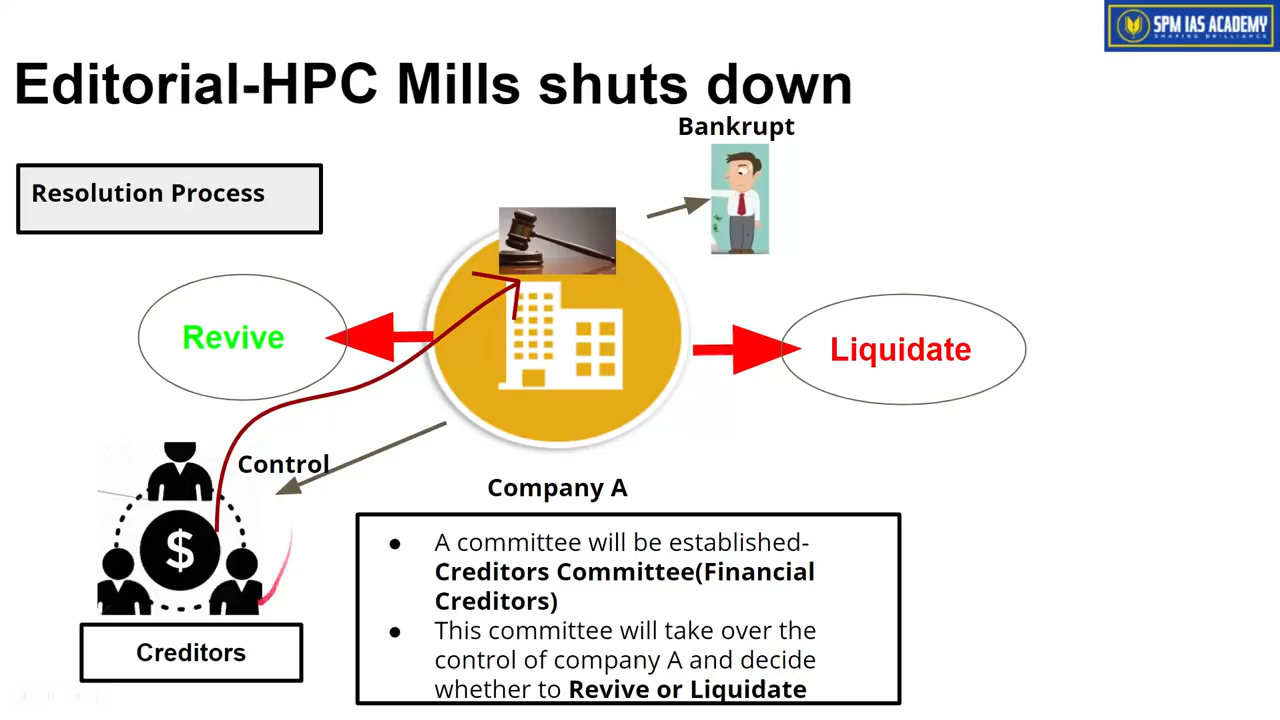 SPM IAS ACADEMY
SHAPING BRILLIANCE
Editorial-HPC Mills shuts down
Bankrupt
Resolution Process
Revive
Liquidate
Control
Company A
$
Creditors
● A committee will be established-
Creditors Committee(Financial
Creditors)
● This committee will take over the
control of company A and decide
whether to Revive or Liquidate